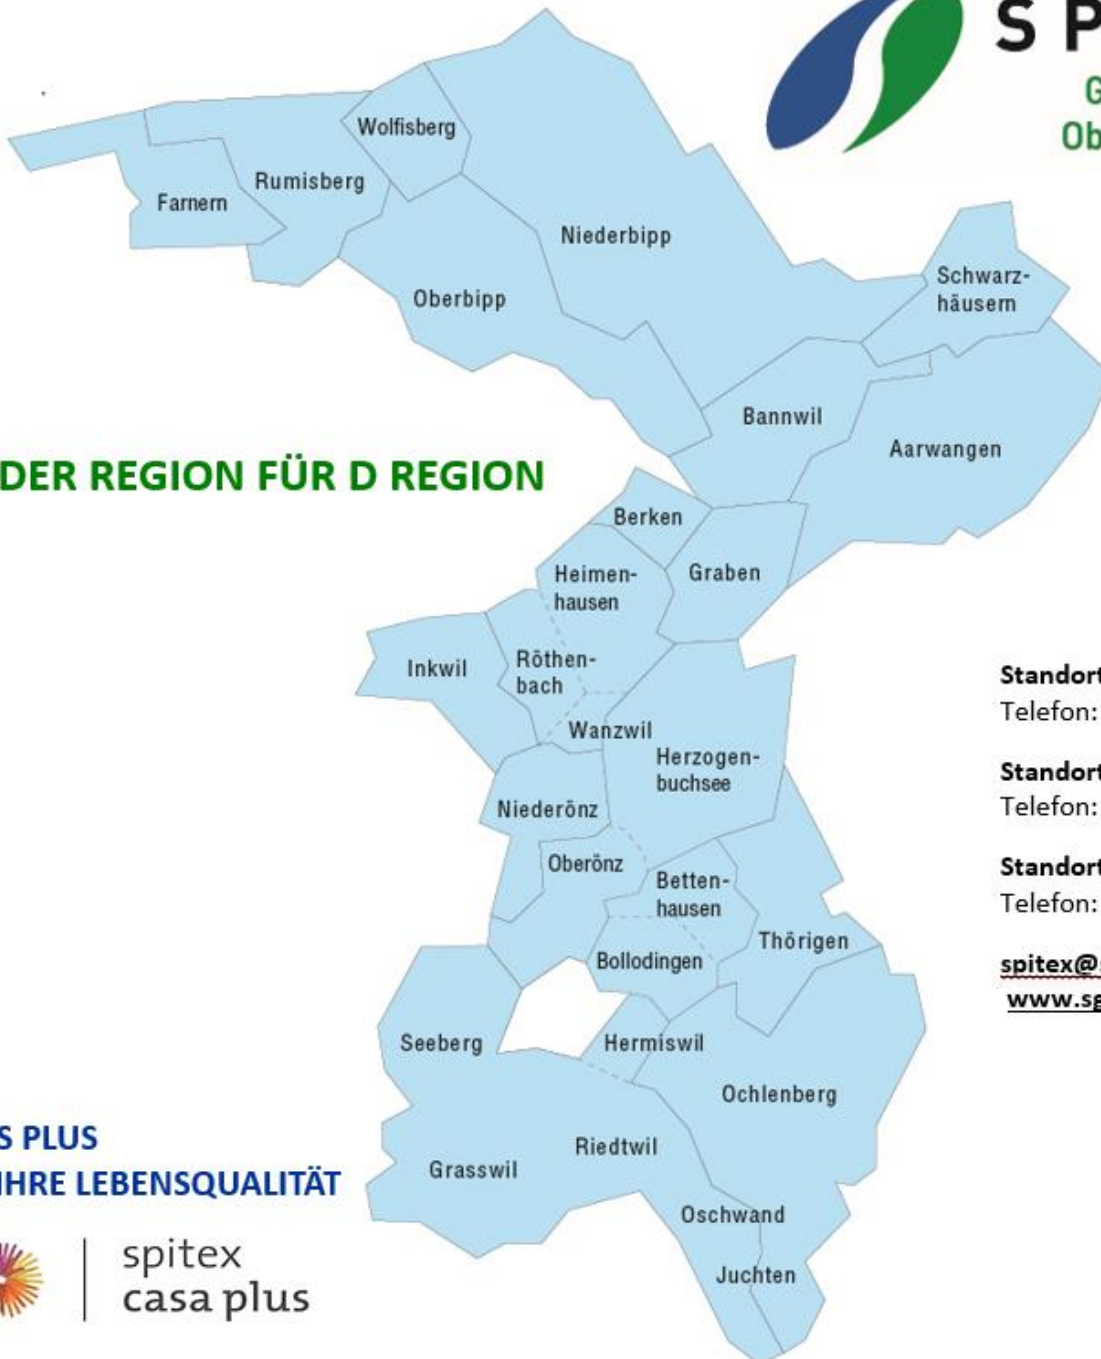 S P
G
Ob
Wolfisberg
Rumisberg
Farnern
Niederbipp
Schwarz-
häusern
Oberbipp
Bannwil
Aarwangen
DER REGION FÜR D REGION
Berken
Heimen-
hausen
Graben
Inkwil
Röthen-
bach
Wanzwil
Herzogen-
buchsee
Niederönz
Oberönz
Betten-
hausen
Thörigen
Bollodingen
Standort
Telefon:
Standort
Telefon:
Standort
Telefon:
spitex@s
www.sg
Seeberg
Hermiswil
Ochlenberg
Riedtwil
Grasswil
Oschwand
Juchten
S PLUS
IHRE LEBENSQUALITÄT
spitex
casa plus